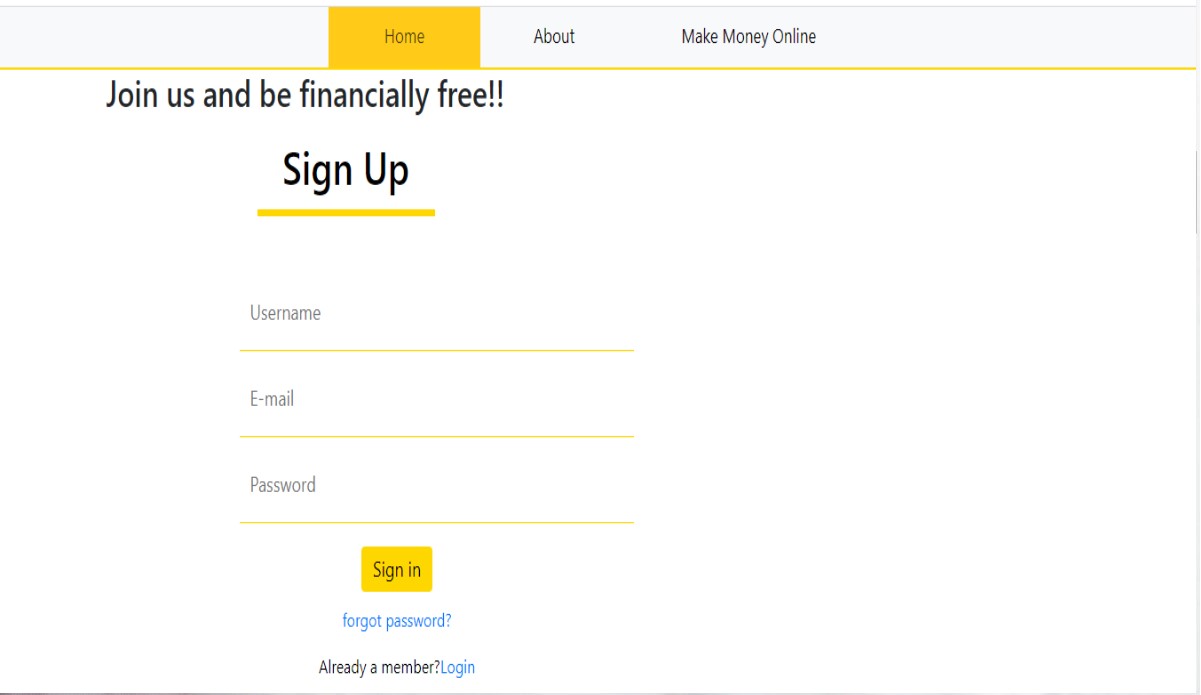 Home About Make Money Online
Join us and be financially free!!
Sign Up
Username
E-mail
Password
Sign in
forgot password?
Already a member?Login